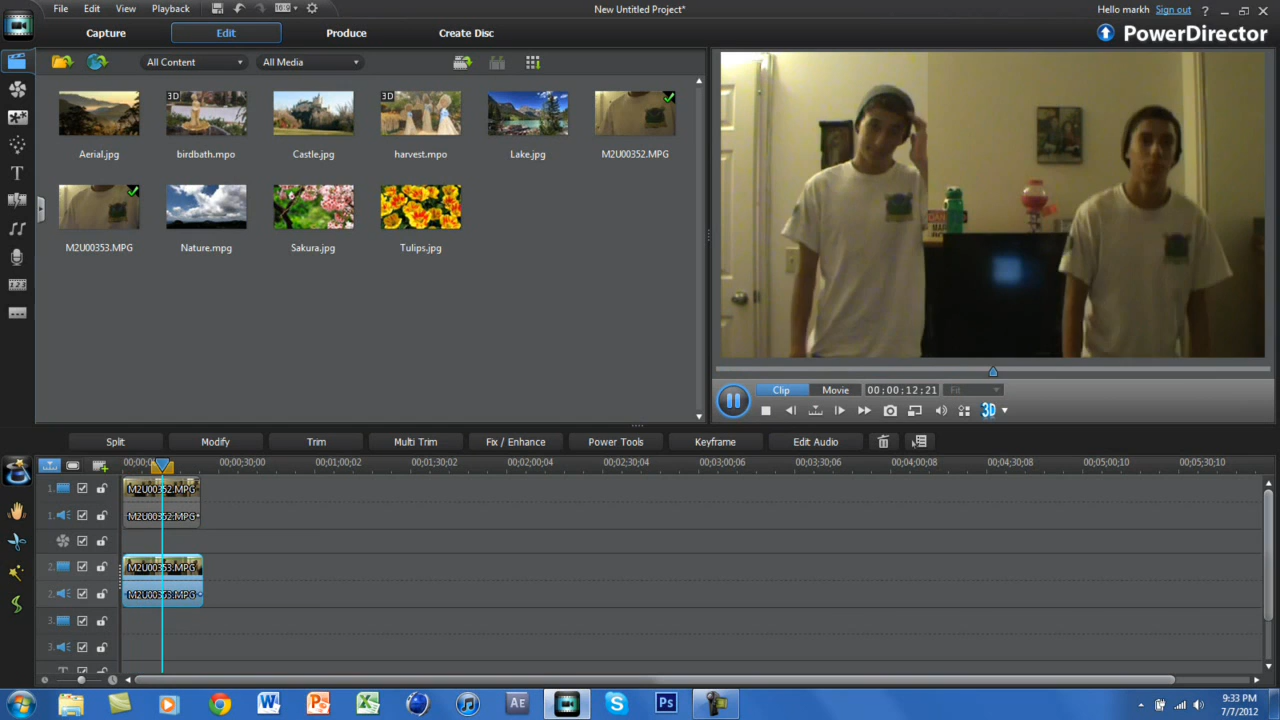 File Edit View Playback
New Untitled Project*
Hello markh Sign out ?
Capture Edit Produce Create Disc
PowerDirector
All Content All Media
3D 3D
Aerial.jpg birdbath.mpo Castle.jpg harvest.mpo Lake.jpg M2U00352.MPG
M2U00353.MPG Nature.mpg Sakura.jpg Tulips.jpg
Clip Movie 00:00:12:21 Fit
3D
Split Modify Trim Multi Trim Fix / Enhance Power Tools Keyframe Edit Audio
00;00;30;00 00;01;00;02 00;01;30;02 00;02;00;04 00;02;30;04 00;03;00;06 00;03;30;06 00;04;00;08 00;04;30;08 00;05;00;10 00;05;30;10
1. M2U00352.MPG
1. M2U00352.MPG
2. M2U00353.MPG
2. M2U00353.MPG
3.
3.
T
W P X Ae S Ps
9:33 PM
7/7/2012